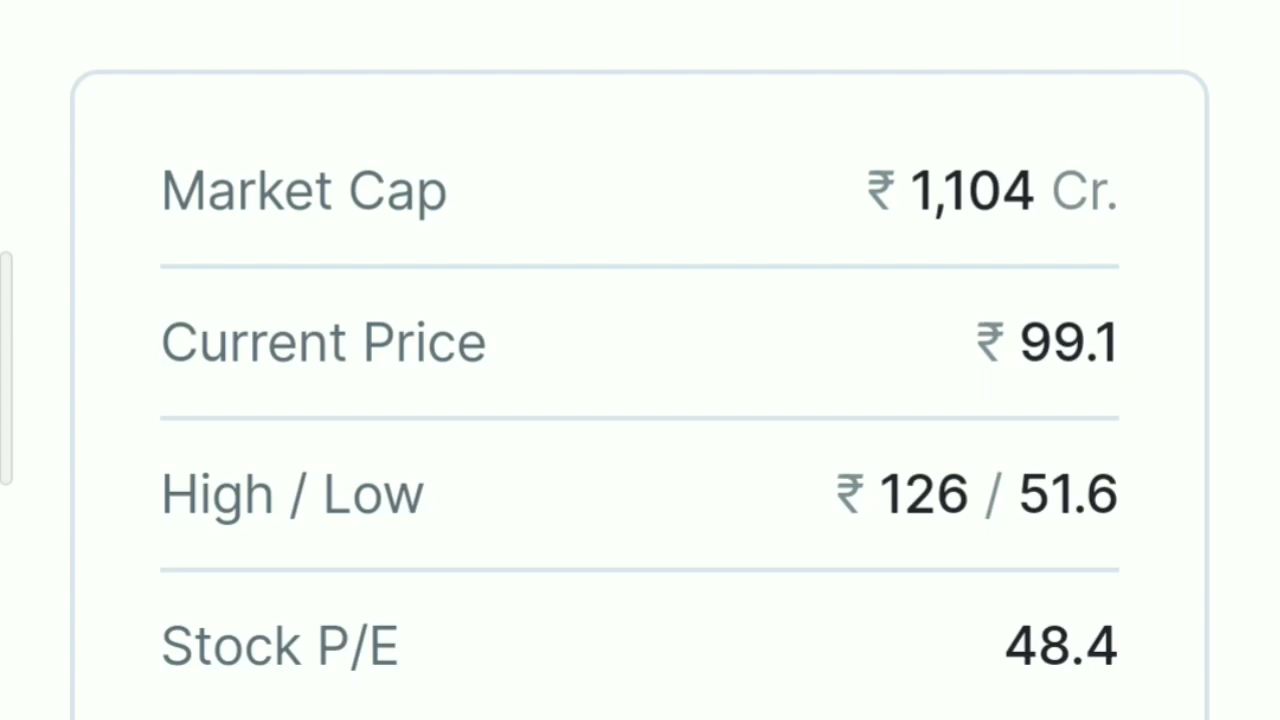 Market Cap ₹ 1,104 Cr.
Current Price ₹ 99.1
High / Low ₹ 126 / 51.6
Stock P/E 48.4